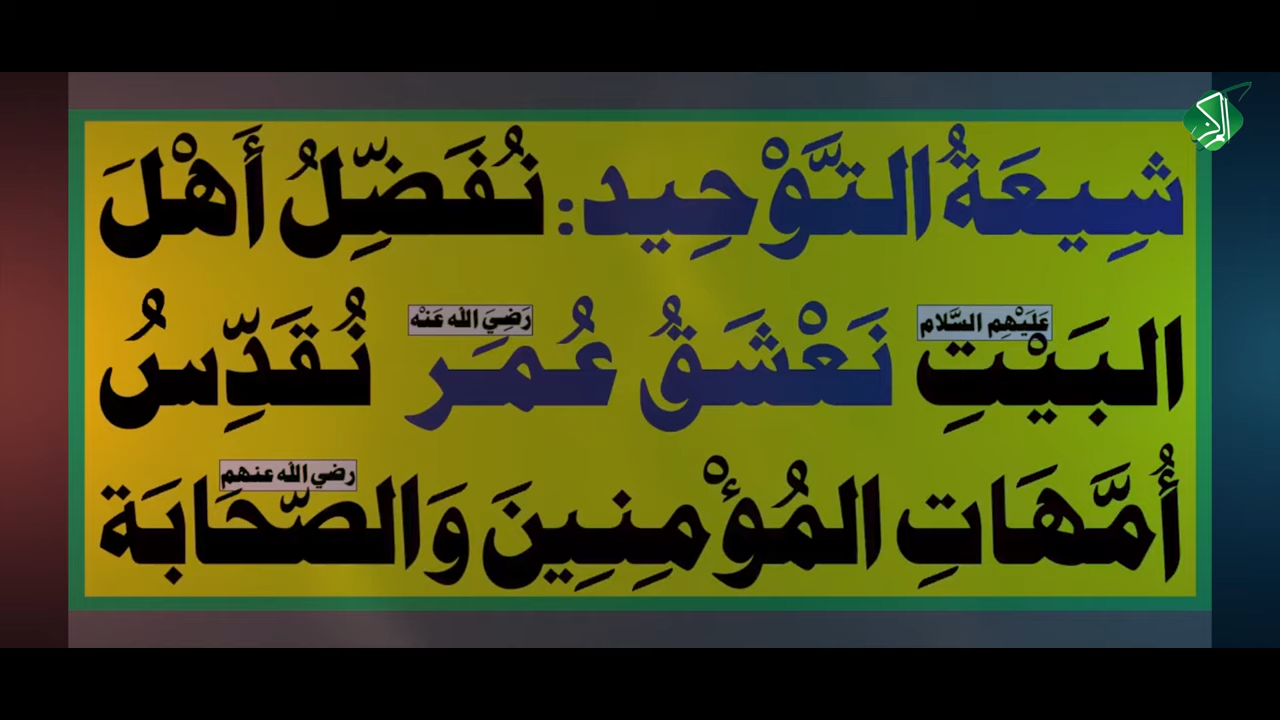 شِيعَةُ التَّوْحِيد: نُفَضِّلُ أَهْلَ
البَيْتِ عَلَيْهِم السَّلام نَعْشَقُ عُمَر رَضِيَ الله عَنْه نُقَدِّسُ
أُمَّهَاتِ المُؤْمِنِينَ وَالصَّحَابَة رضي الله عنهم